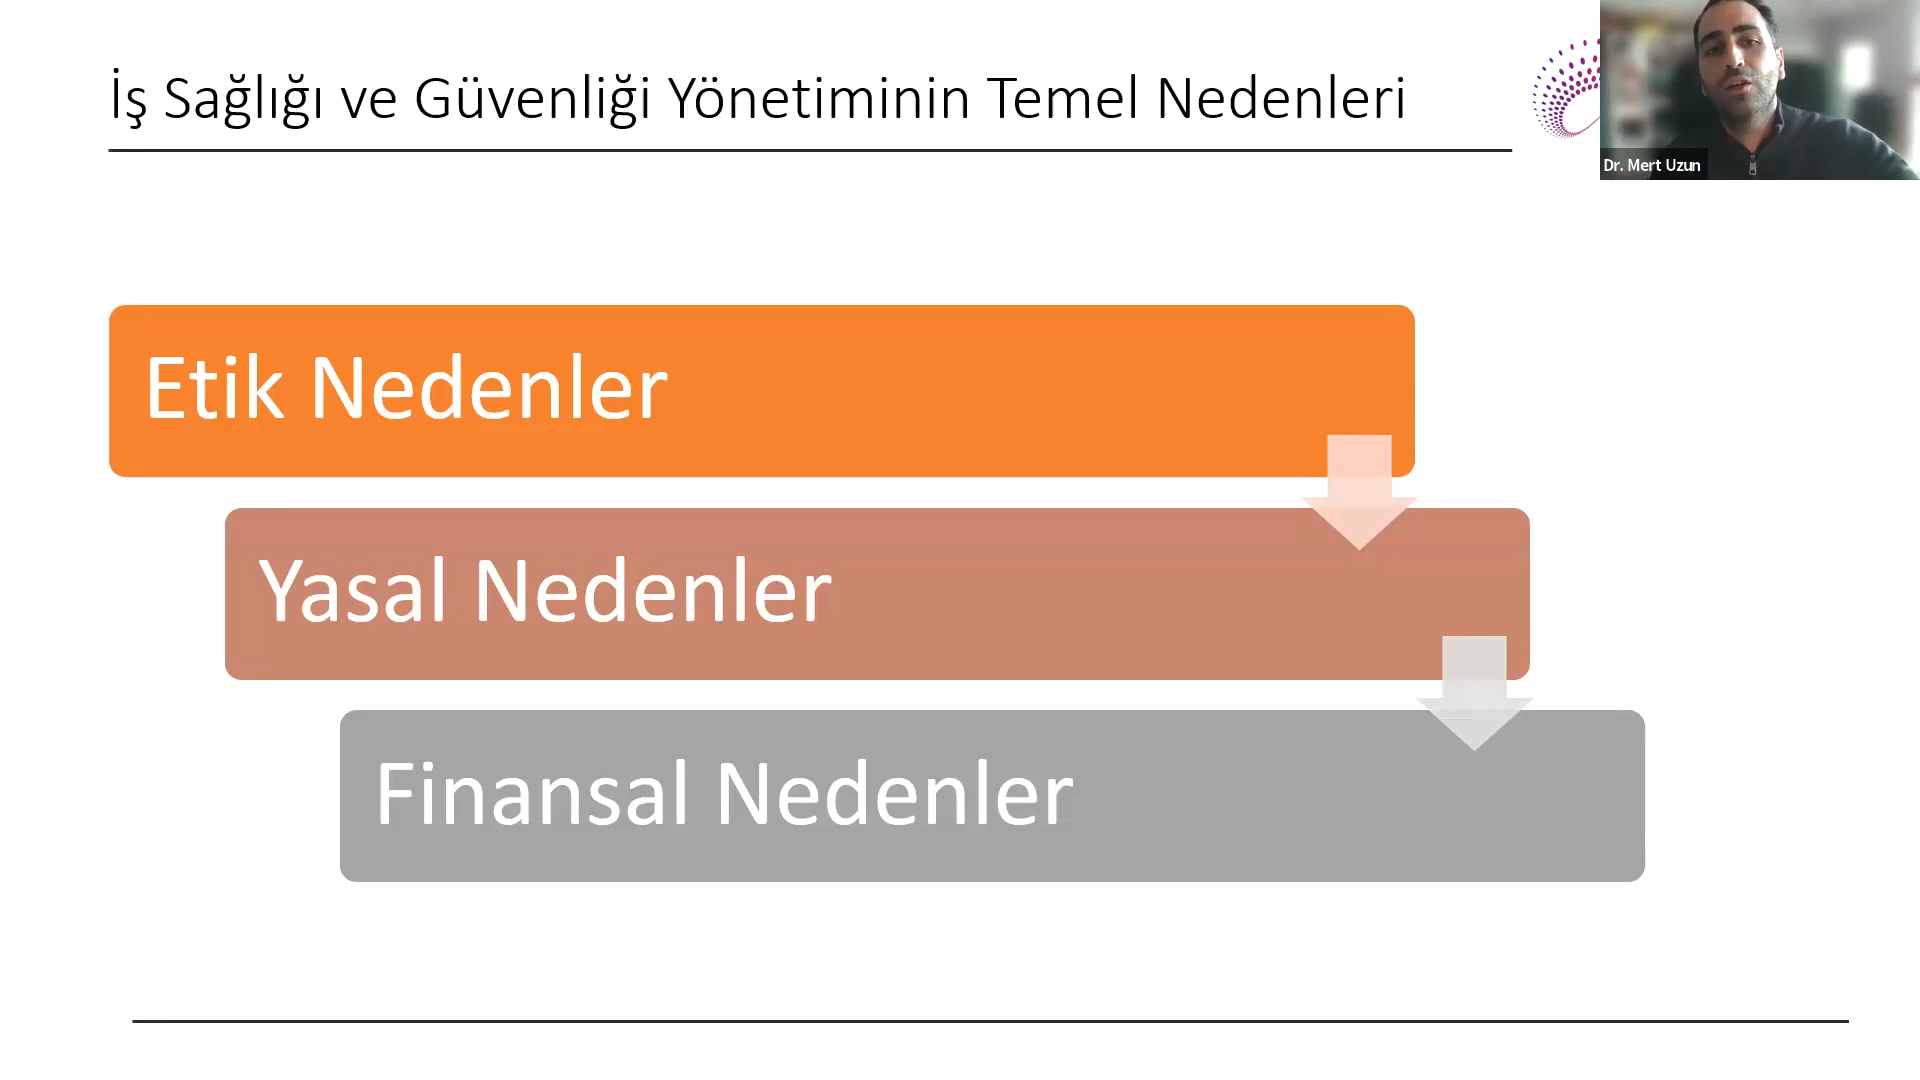 İş Sağlığı ve Güvenliği Yönetiminin Temel Nedenleri
Dr. Mert Uzun
Etik Nedenler
Yasal Nedenler
Finansal Nedenler